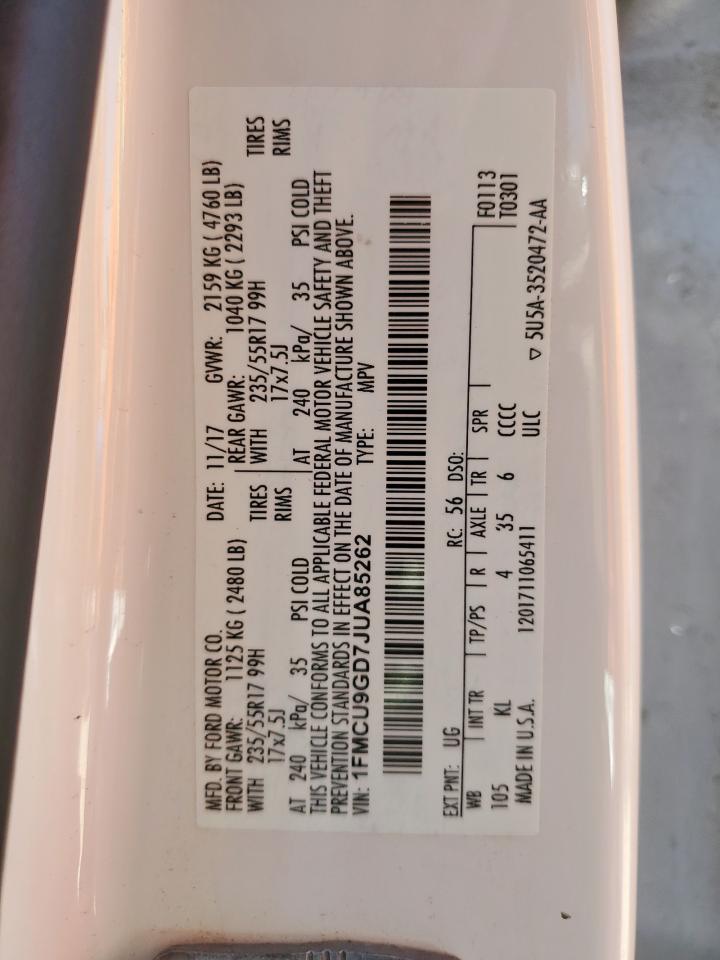 MFD. BY FORD MOTOR CO. DATE: 11/17 GVWR: 2159 KG ( 4760 LB)
FRONT GAWR: 1125 KG ( 2480 LB) REAR GAWR: 1040 KG ( 2293 LB)
WITH 235/55R17 99H TIRES WITH 235/55R17 99H TIRES
17x7.5J RIMS 17x7.5J RIMS
AT 240 kPa/ 35 PSI COLD AT 240 kPa/ 35 PSI COLD
THIS VEHICLE CONFORMS TO ALL APPLICABLE FEDERAL MOTOR VEHICLE SAFETY AND THEFT
PREVENTION STANDARDS IN EFFECT ON THE DATE OF MANUFACTURE SHOWN ABOVE.
VIN: 1FMCU9GD7JUA85262 TYPE: MPV
EXT PNT: UG RC: 56 DSO: F0113
WB INT TR TP/PS R AXLE TR SPR T0301
105 KL 4 35 6 CCCC
MADE IN U.S.A. 1201711065411 ULC ▽ 5U5A-3520472-AA